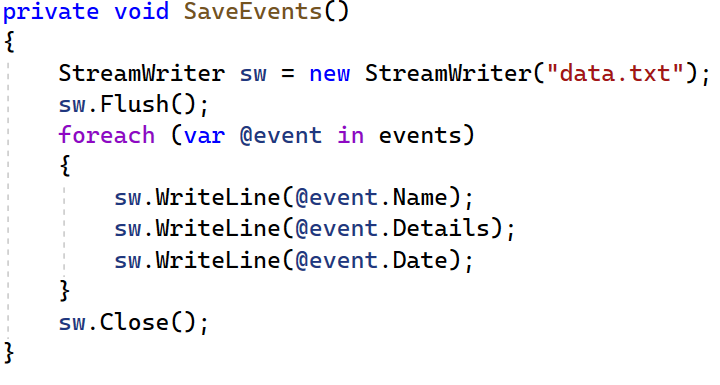 private void SaveEvents()
{
    StreamWriter sw = new StreamWriter("data.txt");
    sw.Flush();
    foreach (var @event in events)
    {
        sw.WriteLine(@event.Name);
        sw.WriteLine(@event.Details);
        sw.WriteLine(@event.Date);
    }
    sw.Close();
}